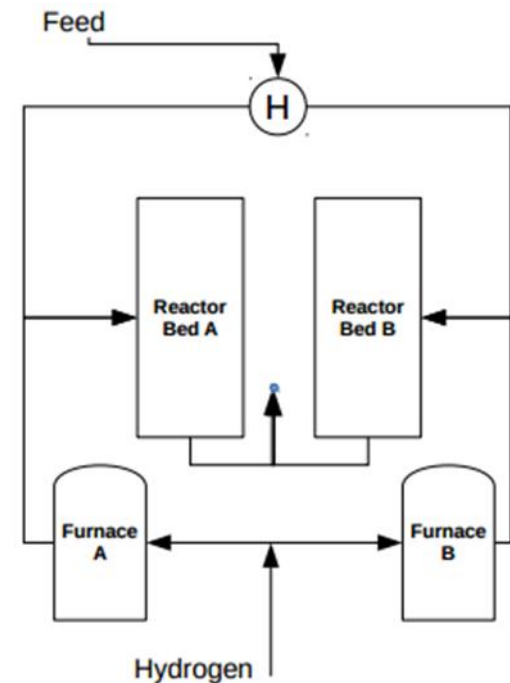 Feed
H
Reactor
Bed A
Reactor
Bed B
Furnace
A
Furnace
B
Hydrogen